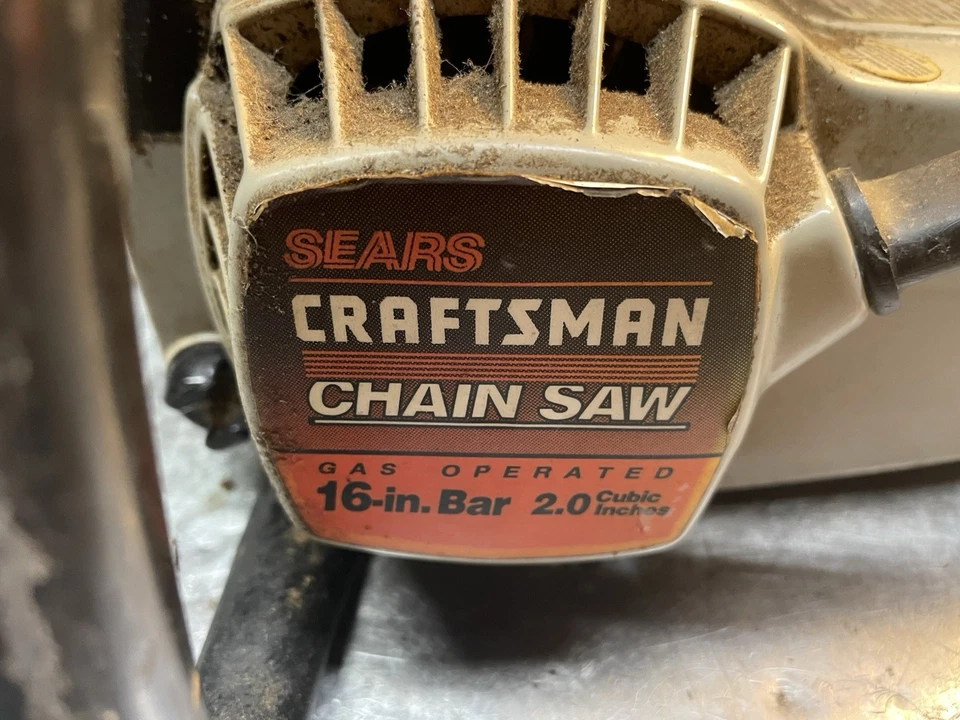 SEARS
CRAFTSMAN
CHAIN SAW
GAS OPERATED
16-in. Bar 2.0 Cubic Inches